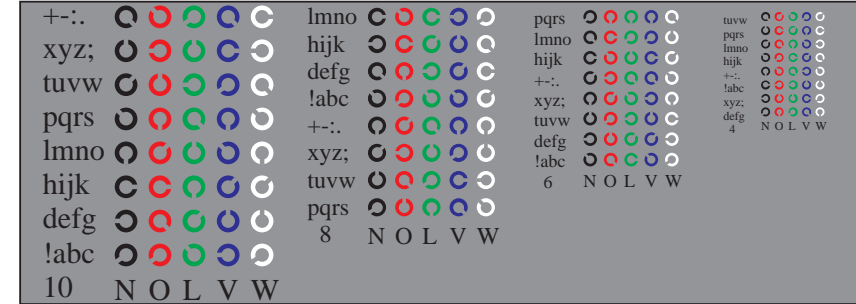 +-:.
xyz;
tuvw
pqrs
lmno
hijk
defg
!abc
10 N O L V W
lmno
hijk
defg
!abc
+-:.
xyz;
tuvw
pqrs
8 N O L V W
pqrs
lmno
hijk
+-:.
xyz;
tuvw
defg
!abc
6 N O L V W
tuvw
pqrs
lmno
hijk
+-:.
!abc
xyz;
defg
4 N O L V W